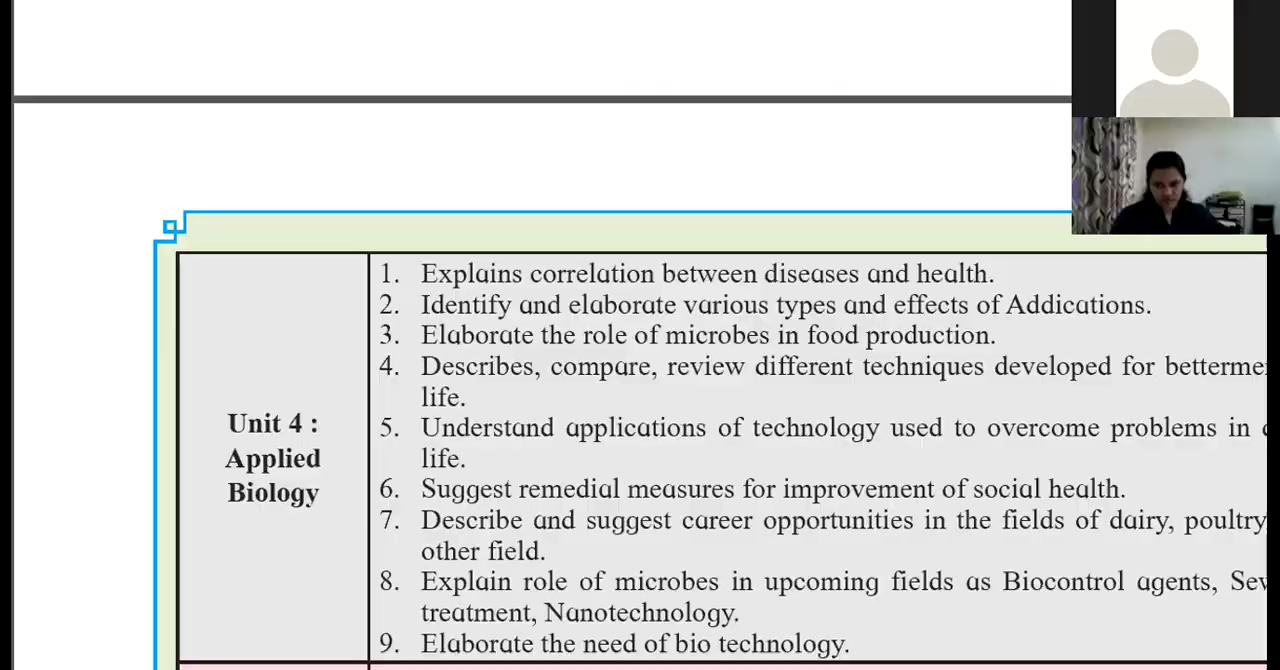 Unit 4 :
Applied
Biology
1. Explains correlation between diseases and health.
2. Identify and elaborate various types and effects of Addications.
3. Elaborate the role of microbes in food production.
4. Describes, compare, review different techniques developed for
life.
5. Understand applications of technology used to overcome problems in
life.
6. Suggest remedial measures for improvement of social health.
7. Describe and suggest career opportunities in the fields of dairy, poultry
other field.
8. Explain role of microbes in upcoming fields as Biocontrol agents,
treatment, Nanotechnology.
9. Elaborate the need of bio technology.